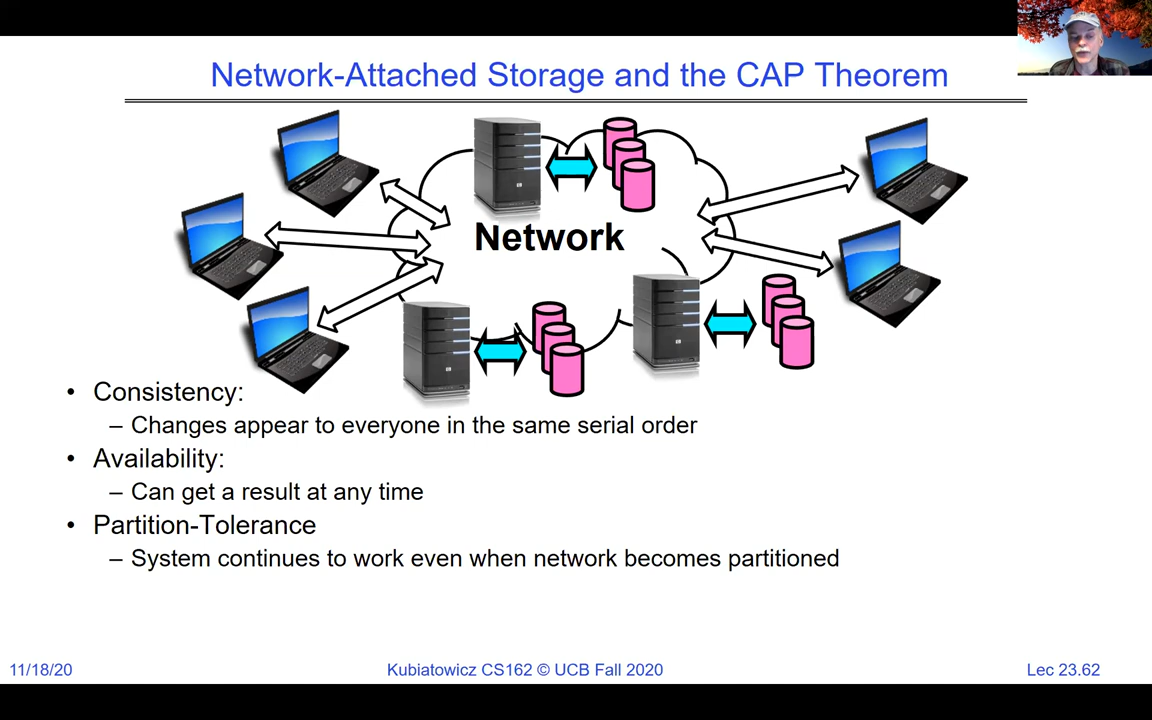 Network-Attached Storage and the CAP Theorem
Network
• Consistency:
– Changes appear to everyone in the same serial order
• Availability:
– Can get a result at any time
• Partition-Tolerance
– System continues to work even when network becomes partitioned
11/18/20
Kubiatowicz CS162 © UCB Fall 2020
Lec 23.62